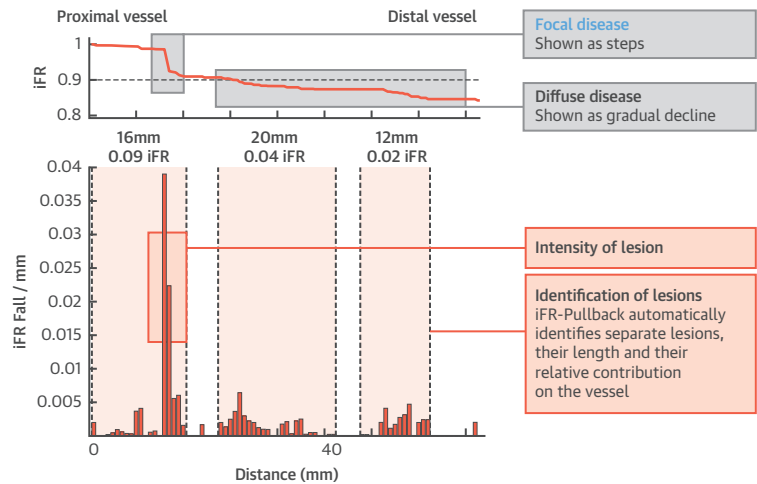 Proximal vessel
Distal vessel
Focal disease
Shown as steps
1
0.9
0.8
iFR
Diffuse disease
Shown as gradual decline
16mm
0.09 iFR
20mm
0.04 iFR
12mm
0.02 iFR
0.04
0.035
0.03
0.025
0.02
0.015
0.01
0.005
iFR Fall / mm
Intensity of lesion
Identification of lesions
iFR-Pullback automatically
identifies separate lesions,
their length and their
relative contribution
on the vessel
0
40
Distance (mm)